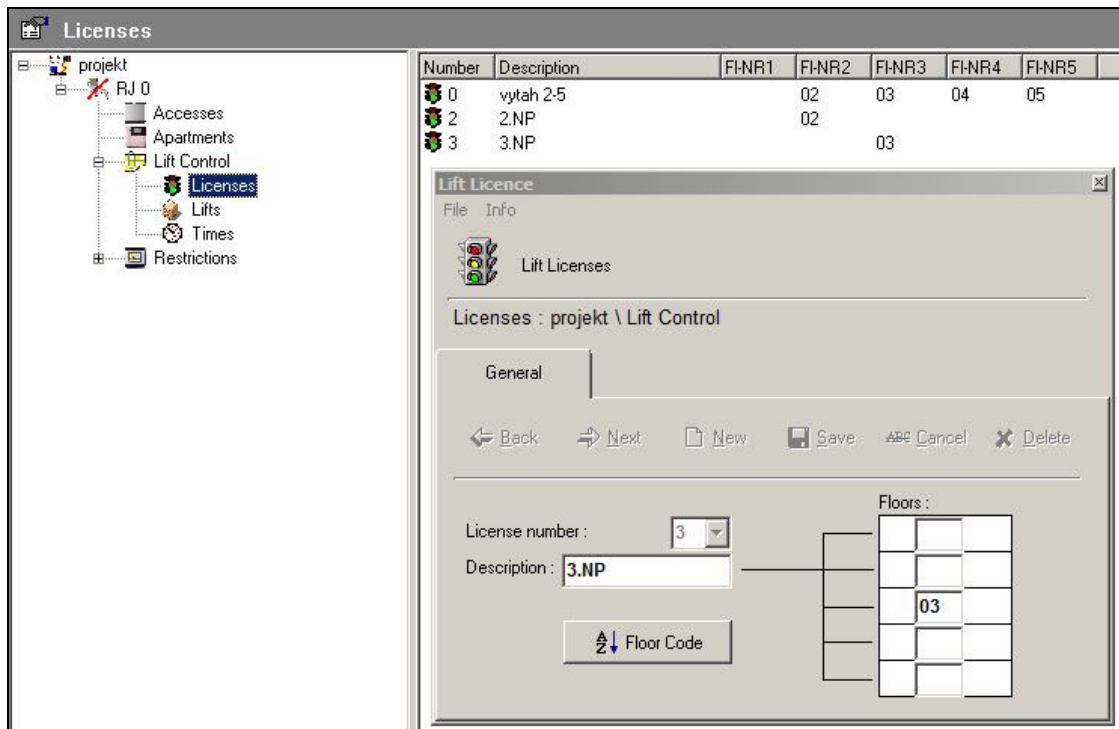 Licenses
projekt
RJ 0
Accesses
Apartments
Lift Control
Licenses
Lifts
Times
Restrictions
Number Description FI-NR1 FI-NR2 FI-NR3 FI-NR4 FI-NR5
0 vytah 2-5 02 03 04 05
2 2.NP 02
3 3.NP 03
Lift Licence
File Info
Lift Licenses
Licenses : projekt \ Lift Control
General
Back Next New Save ABC Cancel Delete
Floors :
License number : 3
Description : 3.NP
03
AZ Floor Code